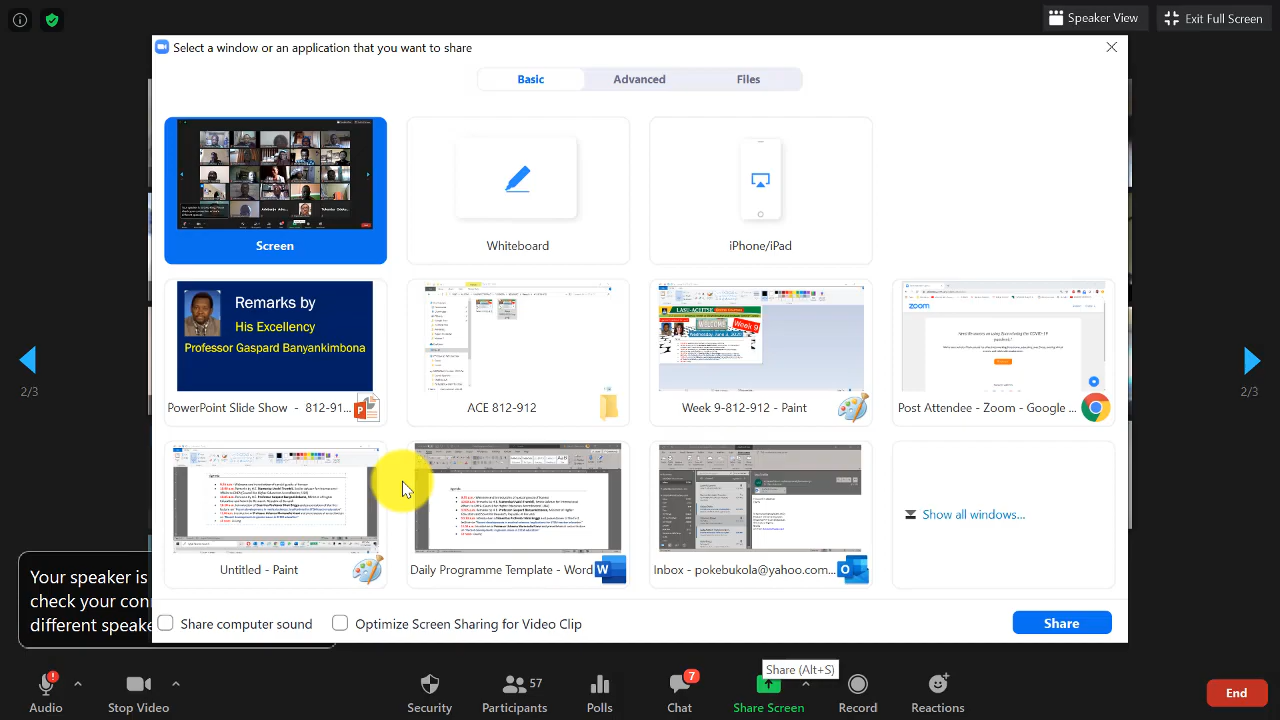 Speaker View
Exit Full Screen
Select a window or an application that you want to share
Basic
Advanced
Files
Screen
Whiteboard
iPhone/iPad
Remarks by
His Excellency
Professor Gaspard Banyankimbona
Week 9
zoom
PowerPoint Slide Show - 812-91...
ACE 812-912
Week 9-812-912 - Paint
Post Attendee - Zoom - Google ...
Show all windows...
Untitled - Paint
Daily Programme Template - Word
Inbox - pokebukola@yahoo.com...
2/3
2/3
Your speaker is
check your con
different speake
Share computer sound
Optimize Screen Sharing for Video Clip
Share
Share (Alt+S)
Audio
Stop Video
Security
57
Participants
Polls
7
Chat
Share Screen
Record
Reactions
End